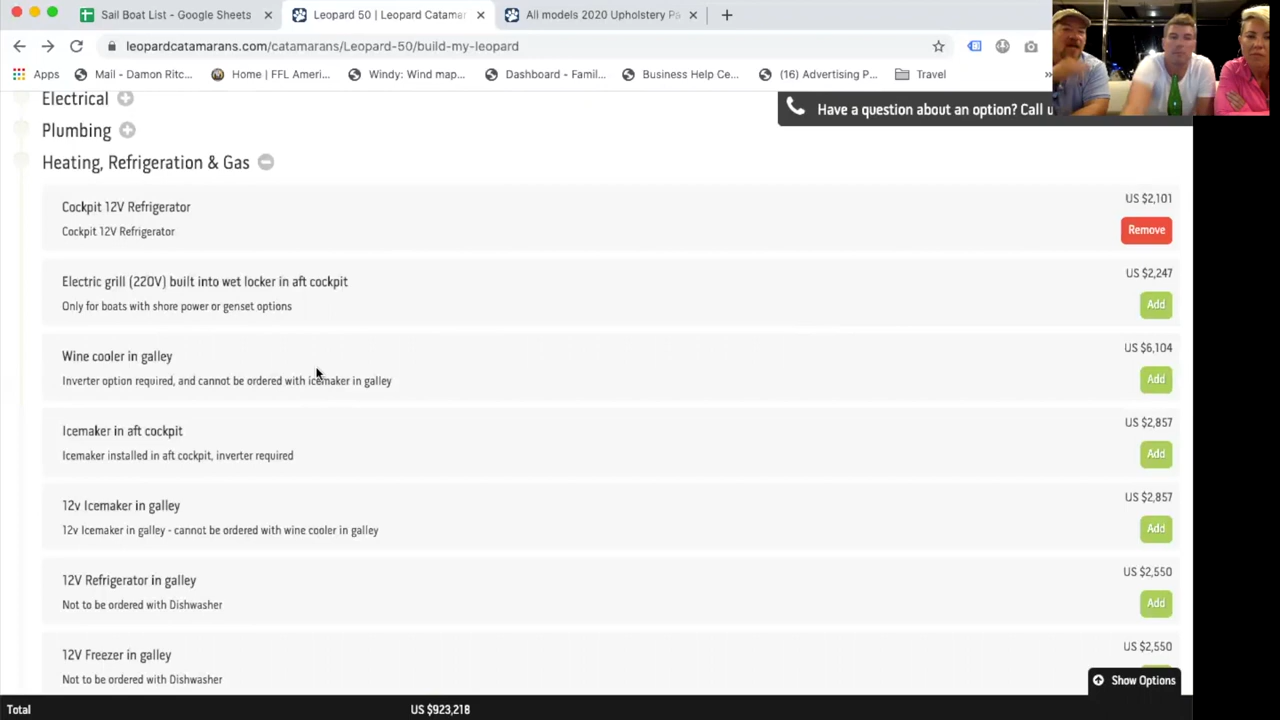 Sail Boat List - Google Sheets
Leopard 50 | Leopard Catamar
All models 2020 Upholstery Pa
leopardcatamarans.com/catamarans/Leopard-50/build-my-leopard
Apps
Mail - Damon Ritc...
Home | FFL Ameri...
Windy: Wind map...
Dashboard - Famil...
Business Help Ce...
(16) Advertising P...
Travel
»
Electrical
Have a question about an option? Call u
Plumbing
Heating, Refrigeration & Gas
Cockpit 12V Refrigerator
US $2,101
Cockpit 12V Refrigerator
Remove
Electric grill (220V) built into wet locker in aft cockpit
US $2,247
Only for boats with shore power or genset options
Add
Wine cooler in galley
US $6,104
Inverter option required, and cannot be ordered with icemaker in galley
Add
Icemaker in aft cockpit
US $2,857
Icemaker installed in aft cockpit, inverter required
Add
12v Icemaker in galley
US $2,857
12v Icemaker in galley - cannot be ordered with wine cooler in galley
Add
12V Refrigerator in galley
US $2,550
Not to be ordered with Dishwasher
Add
12V Freezer in galley
US $2,550
Not to be ordered with Dishwasher
Show Options
Total
US $923,218